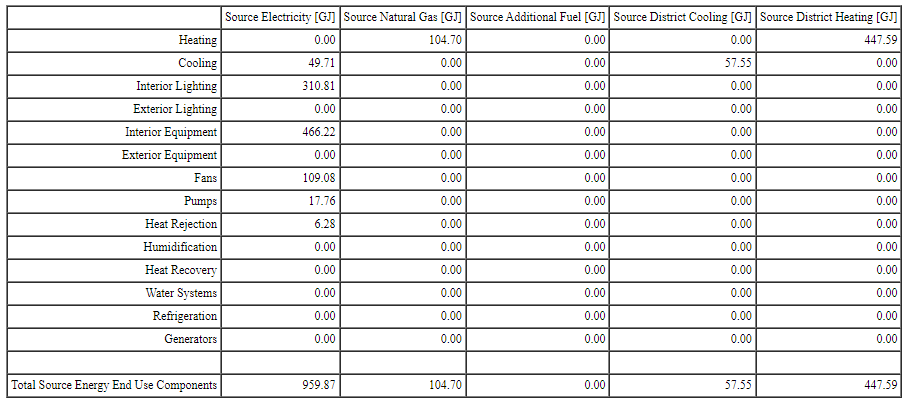 Source Electricity [GJ] Source Natural Gas [GJ] Source Additional Fuel [GJ] Source District Cooling [GJ] Source District Heating [GJ]
Heating 0.00 104.70 0.00 0.00 447.59
Cooling 49.71 0.00 0.00 57.55 0.00
Interior Lighting 310.81 0.00 0.00 0.00 0.00
Exterior Lighting 0.00 0.00 0.00 0.00 0.00
Interior Equipment 466.22 0.00 0.00 0.00 0.00
Exterior Equipment 0.00 0.00 0.00 0.00 0.00
Fans 109.08 0.00 0.00 0.00 0.00
Pumps 17.76 0.00 0.00 0.00 0.00
Heat Rejection 6.28 0.00 0.00 0.00 0.00
Humidification 0.00 0.00 0.00 0.00 0.00
Heat Recovery 0.00 0.00 0.00 0.00 0.00
Water Systems 0.00 0.00 0.00 0.00 0.00
Refrigeration 0.00 0.00 0.00 0.00 0.00
Generators 0.00 0.00 0.00 0.00 0.00
Total Source Energy End Use Components 959.87 104.70 0.00 57.55 447.59